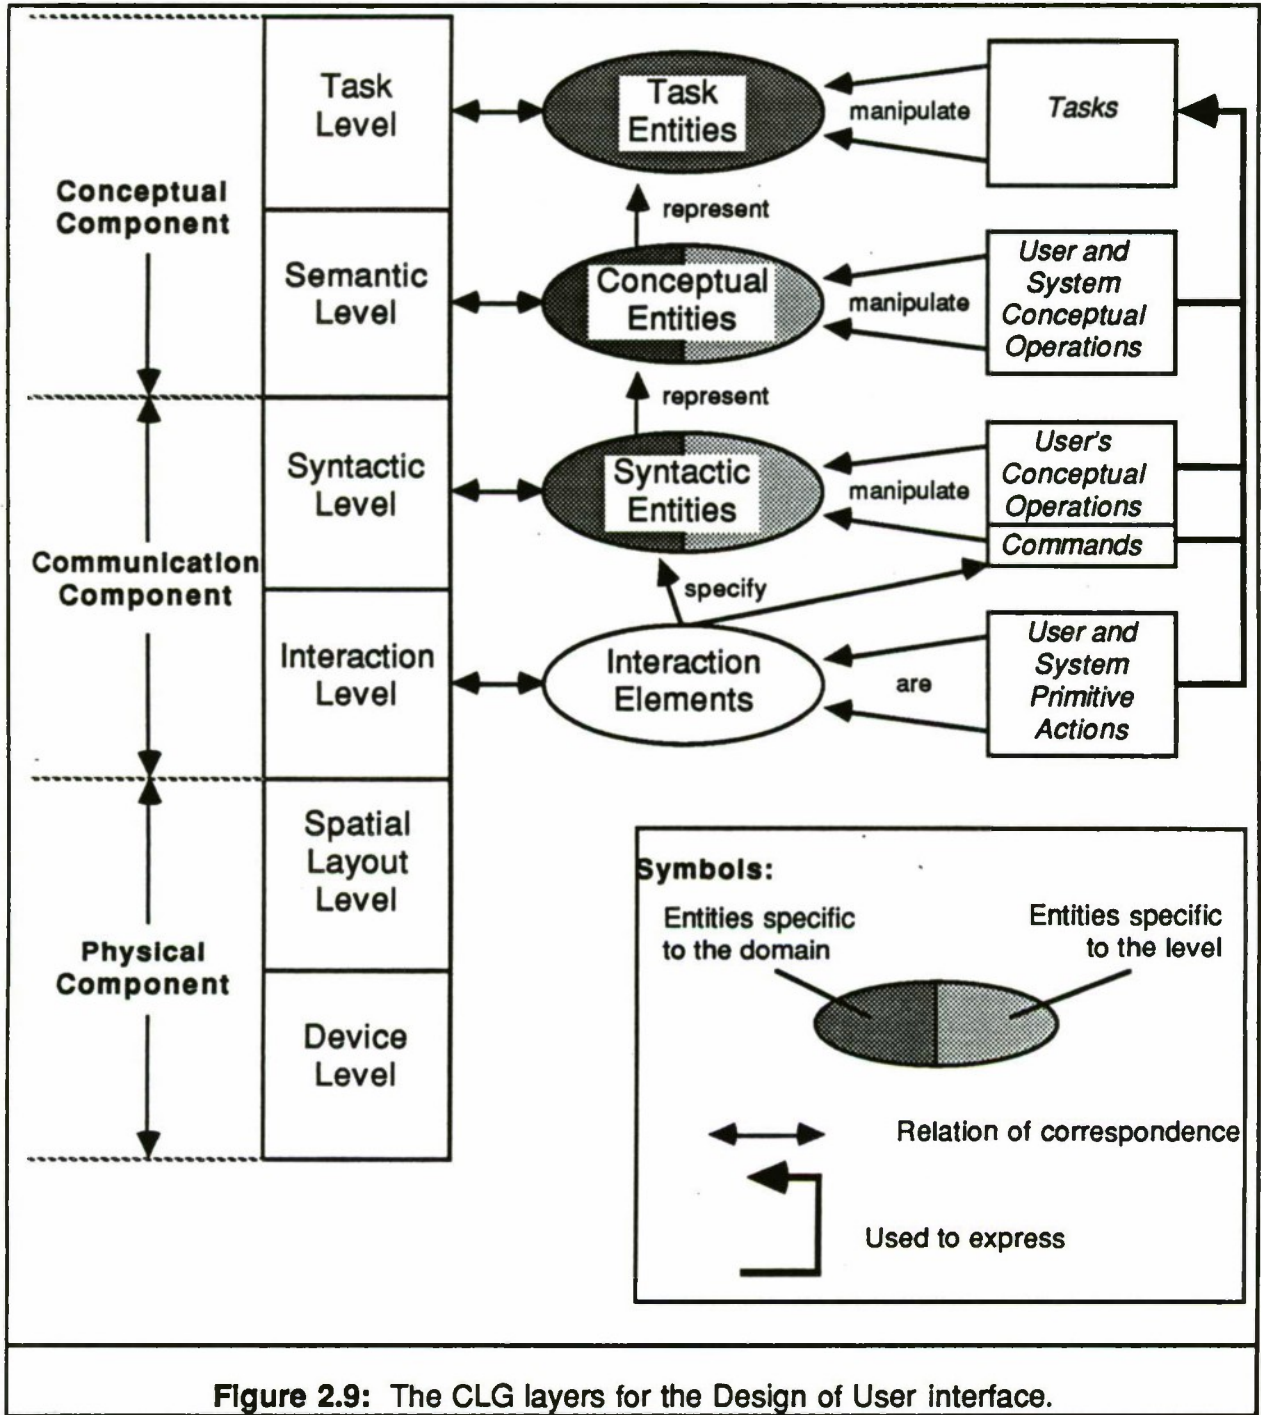 Task
Level
Task
Entities
manipulate
Tasks
Conceptual
Component
represent
Semantic
Level
Conceptual
Entities
manipulate
User and
System
Conceptual
Operations
represent
Syntactic
Level
Syntactic
Entities
manipulate
User's
Conceptual
Operations
Commands
Communication
Component
specify
Interaction
Level
Interaction
Elements
are
User and
System
Primitive
Actions
Spatial
Layout
Level
Physical
Component
Device
Level
Symbols:
Entities specific
to the domain
Entities specific
to the level
Relation of correspondence
Used to express
Figure 2.9: The CLG layers for the Design of User interface.